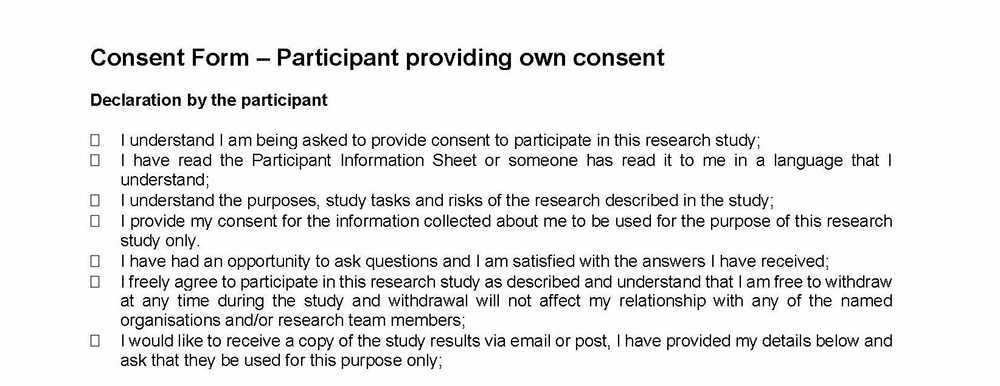 Consent Form – Participant providing own consent
Declaration by the participant
☐ I understand I am being asked to provide consent to participate in this research study;
☐ I have read the Participant Information Sheet or someone has read it to me in a language that I
understand;
☐ I understand the purposes, study tasks and risks of the research described in the study;
☐ I provide my consent for the information collected about me to be used for the purpose of this research
study only.
☐ I have had an opportunity to ask questions and I am satisfied with the answers I have received;
☐ I freely agree to participate in this research study as described and understand that I am free to withdraw
at any time during the study and withdrawal will not affect my relationship with any of the named
organisations and/or research team members;
☐ I would like to receive a copy of the study results via email or post, I have provided my details below and
ask that they be used for this purpose only;